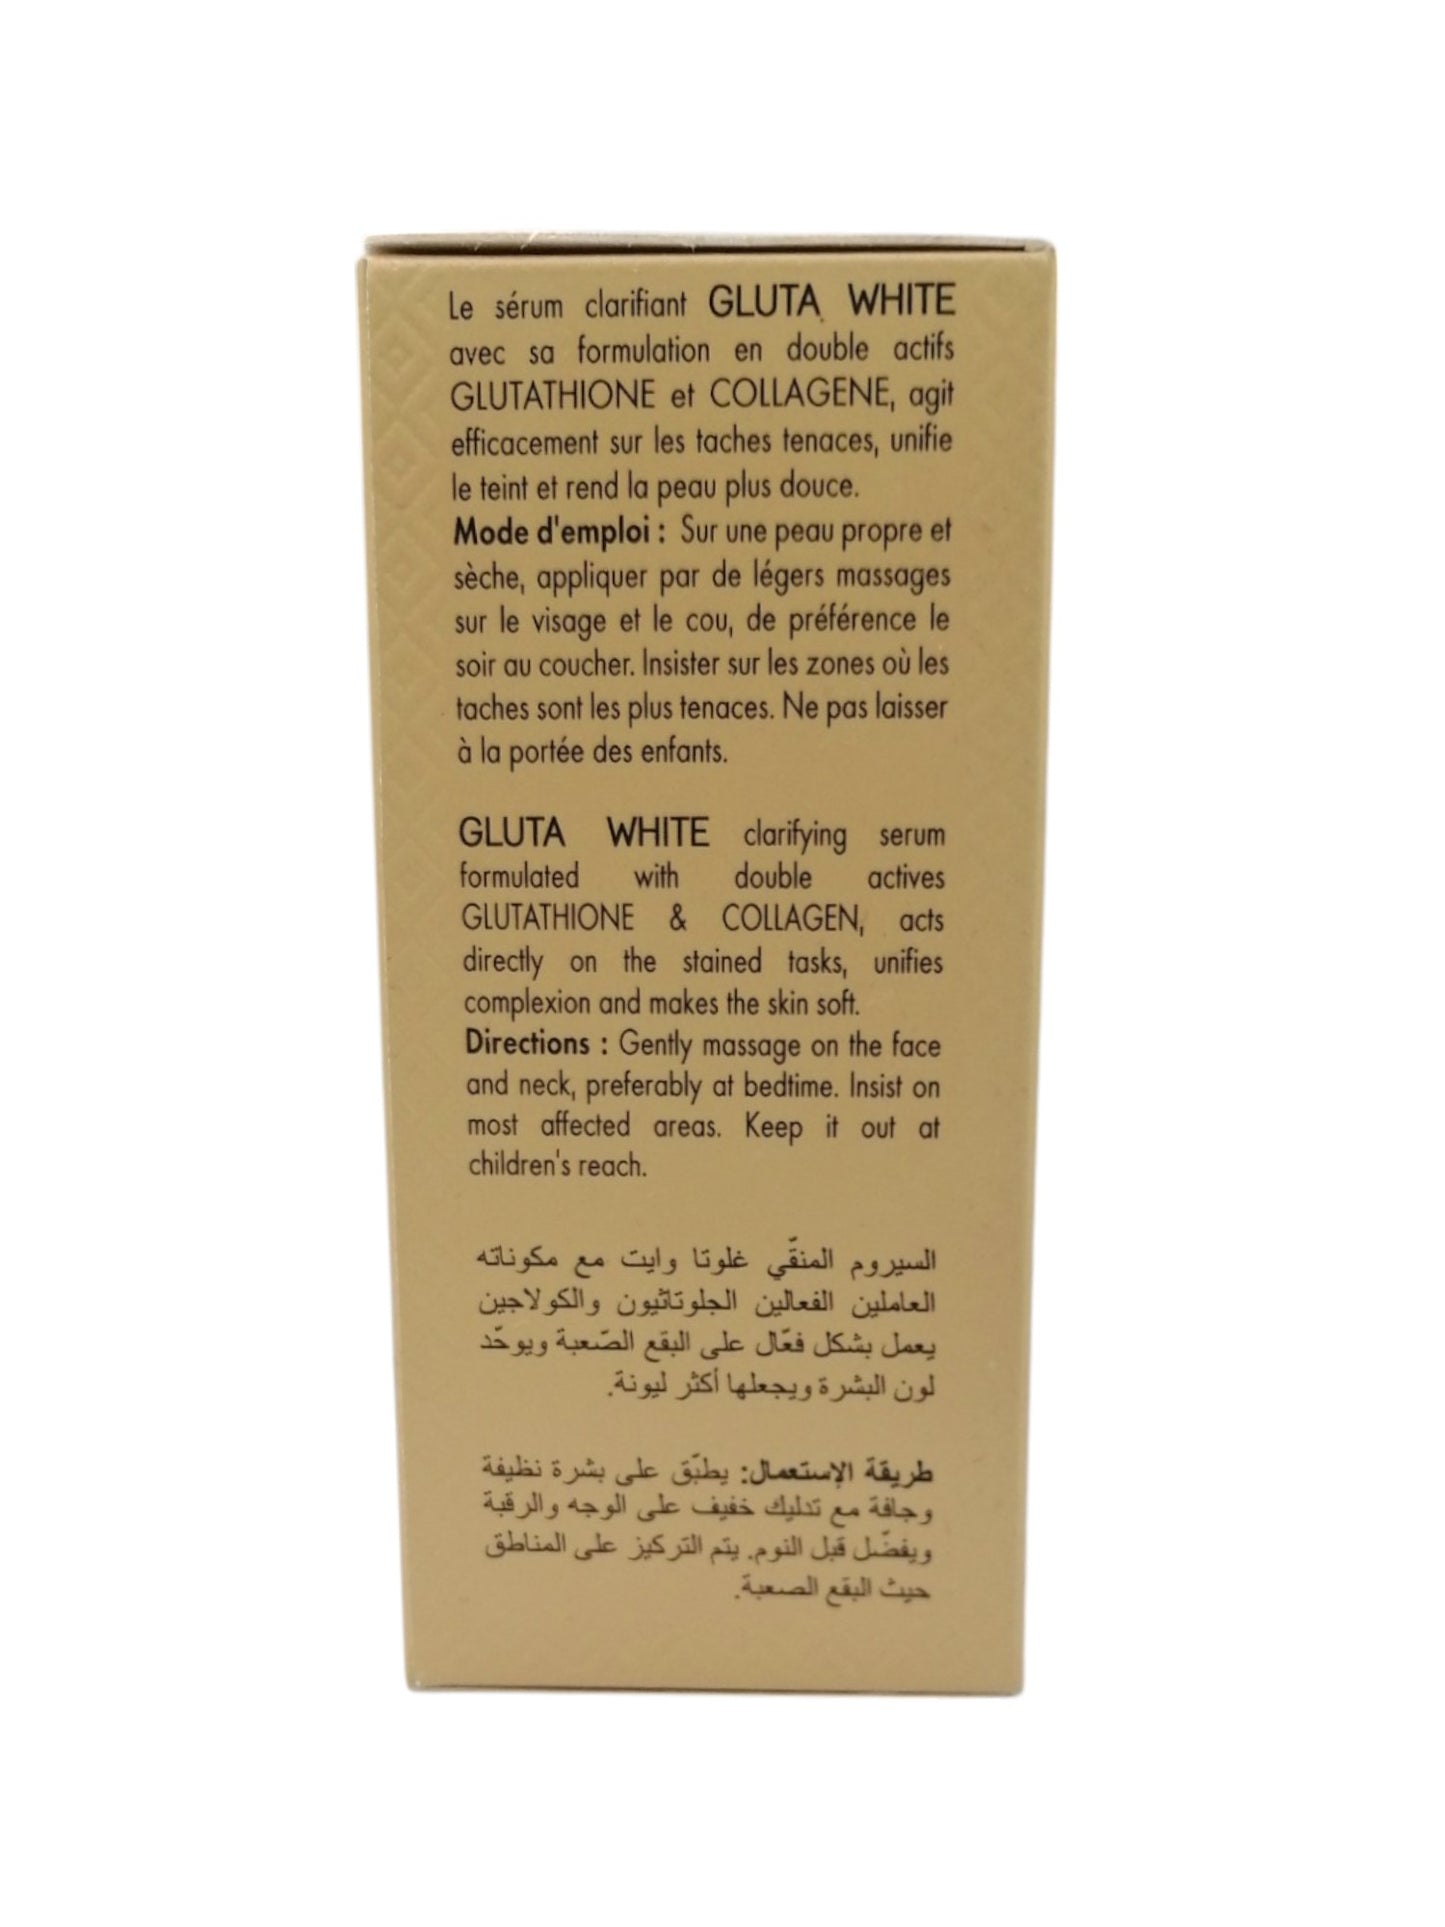 Le sérum clarifiant GLUTA WHITE
avec sa formulation en double actifs
GLUTATHIONE et COLLAGENE, agit
efficacement sur les taches tenaces, unifie
le teint et rend la peau plus douce.
Mode d'emploi : Sur une peau propre et
sèche, appliquer par de légers massages
sur le visage et le cou, de préférence le
soir au coucher. Insister sur les zones où les
taches sont les plus tenaces. Ne pas laisser
à la portée des enfants.
GLUTA WHITE clarifying serum
formulated with double actives
GLUTATHIONE & COLLAGEN, acts
directly on the stained tasks, unifies
complexion and makes the skin soft.
Directions : Gently massage on the face
and neck, preferably at bedtime. Insist on
most affected areas. Keep it out at
children's reach.
السيروم المنقّي غلوتا وايت مع مكوناته
العاملين الفعالين الجلوتاثيون والكولاجين
يعمل بشكل فعّال على البقع الصّعبة ويوحّد
لون البشرة ويجعلها أكثر ليونة.
طريقة الإستعمال: يطبّق على بشرة نظيفة
وجافة مع تدليك خفيف على الوجه والرقبة
ويفضّل قبل النوم. يتم التركيز على المناطق
حيث البقع الصعبة.